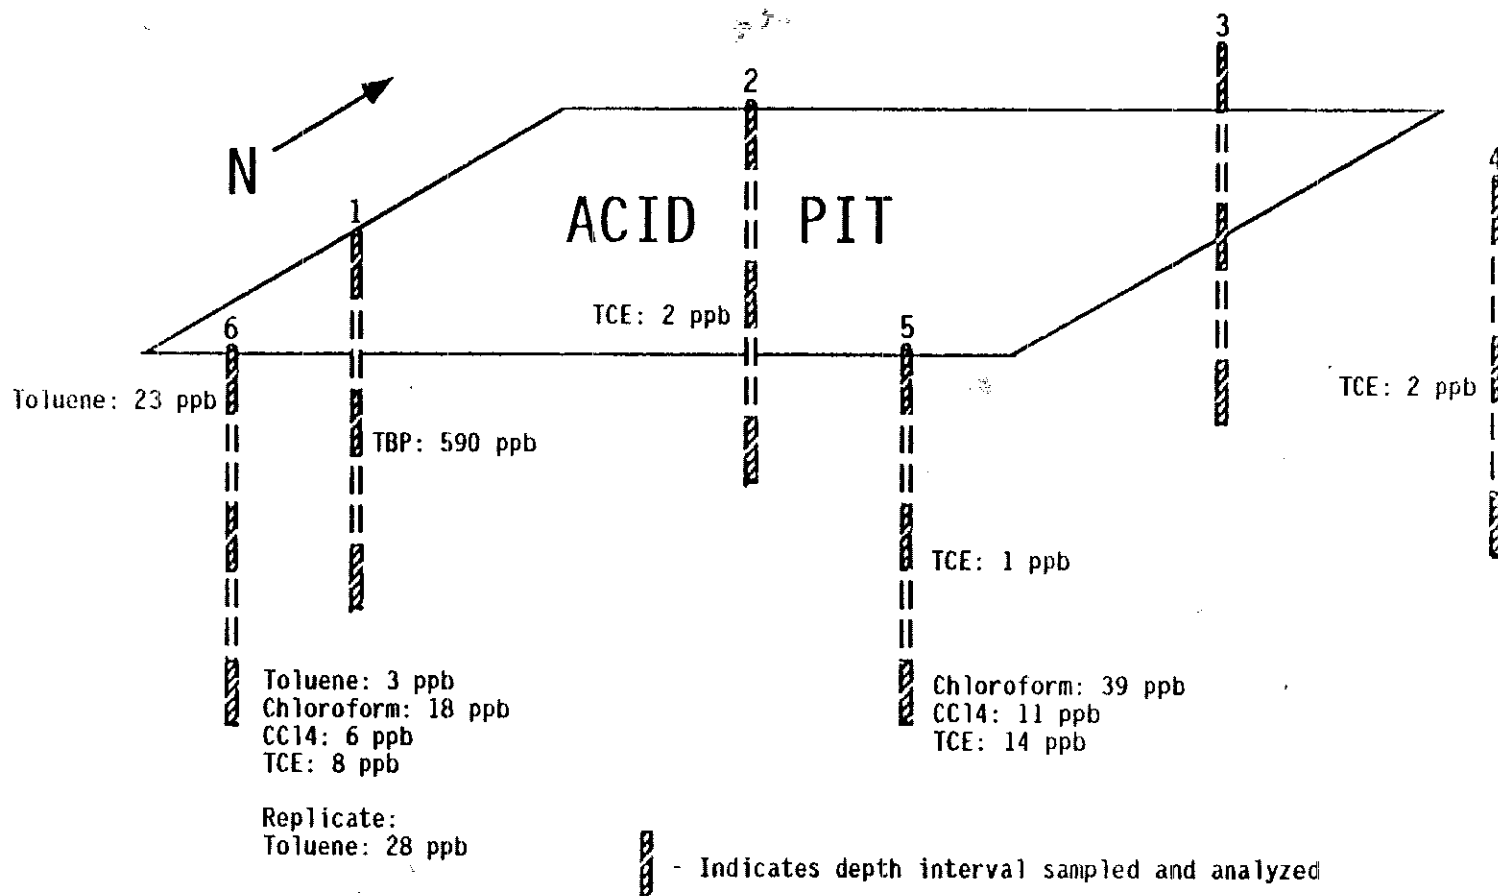 3
2
N
1
ACID PIT
4
TCE: 2 ppb
6
5
Toluene: 23 ppb
TCE: 2 ppb
TBP: 590 ppb
TCE: 1 ppb
Toluene: 3 ppb
Chloroform: 18 ppb
CCl4: 6 ppb
TCE: 8 ppb
Chloroform: 39 ppb
CCl4: 11 ppb
TCE: 14 ppb
Replicate:
Toluene: 28 ppb
- Indicates depth interval sampled and analyzed